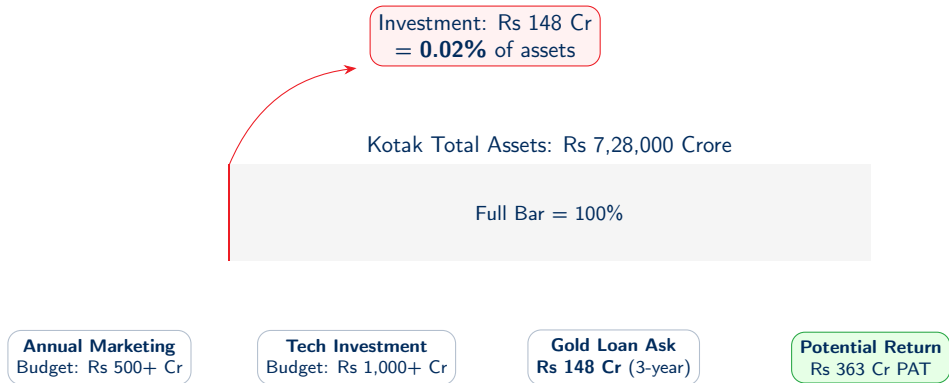 Investment: Rs 148 Cr
= 0.02% of assets
Kotak Total Assets: Rs 7,28,000 Crore
Full Bar = 100%
Annual Marketing
Budget: Rs 500+ Cr
Tech Investment
Budget: Rs 1,000+ Cr
Gold Loan Ask
Rs 148 Cr (3-year)
Potential Return
Rs 363 Cr PAT